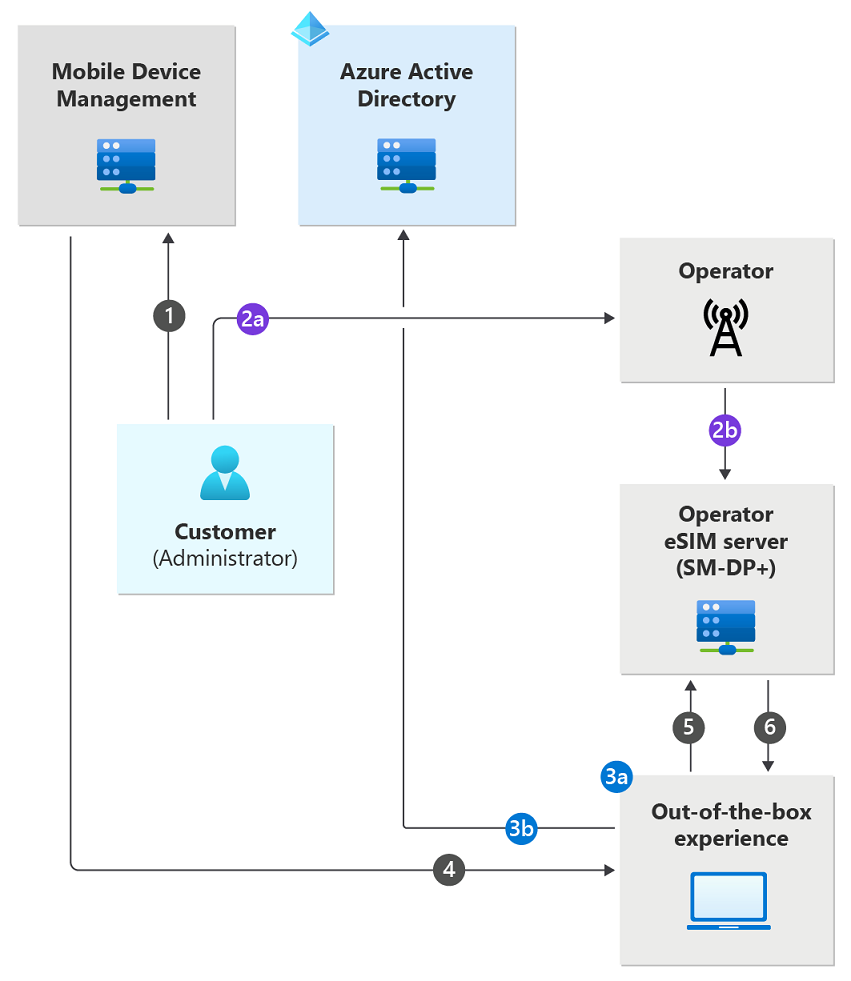 Mobile Device
Management
Azure Active
Directory
Operator
1
2a
2b
Customer
(Administrator)
Operator
eSIM server
(SM-DP+)
5
6
3a
3b
Out-of-the-box
experience
4